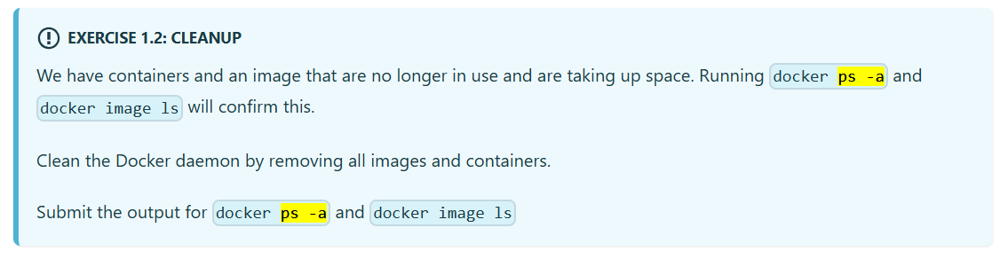 EXERCISE 1.2: CLEANUP
We have containers and an image that are no longer in use and are taking up space. Running docker ps -a and
docker image ls will confirm this.
Clean the Docker daemon by removing all images and containers.
Submit the output for docker ps -a and docker image ls